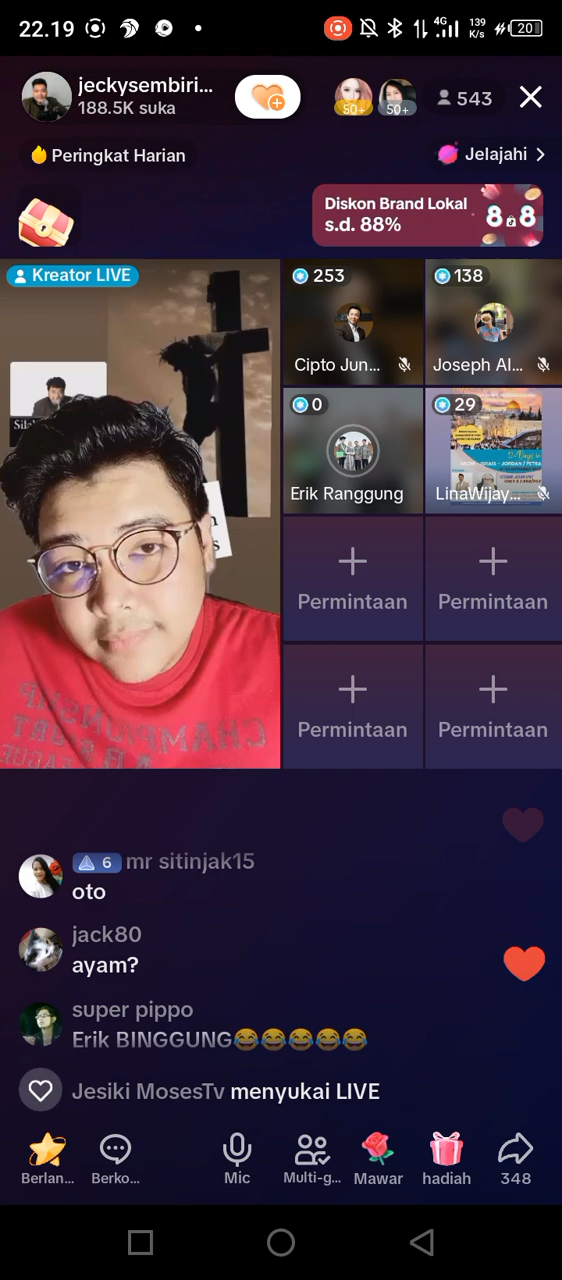 22.19
4G
139
K/s
20
jeckysembiri...
188.5K suka
50+
50+
543
Peringkat Harian
Jelajahi
Diskon Brand Lokal
s.d. 88%
8 8
Kreator LIVE
253
Cipto Jun...
138
Joseph Al...
0
Erik Ranggung
29
LinaWijay...
Permintaan
Permintaan
Permintaan
Permintaan
6 mr sitinjak15
oto
jack80
ayam?
super pippo
Erik BINGGUNG😂😂😂😂😂
Jesiki MosesTv menyukai LIVE
Berlan...
Berko...
Mic
Multi-g...
Mawar
hadiah
348